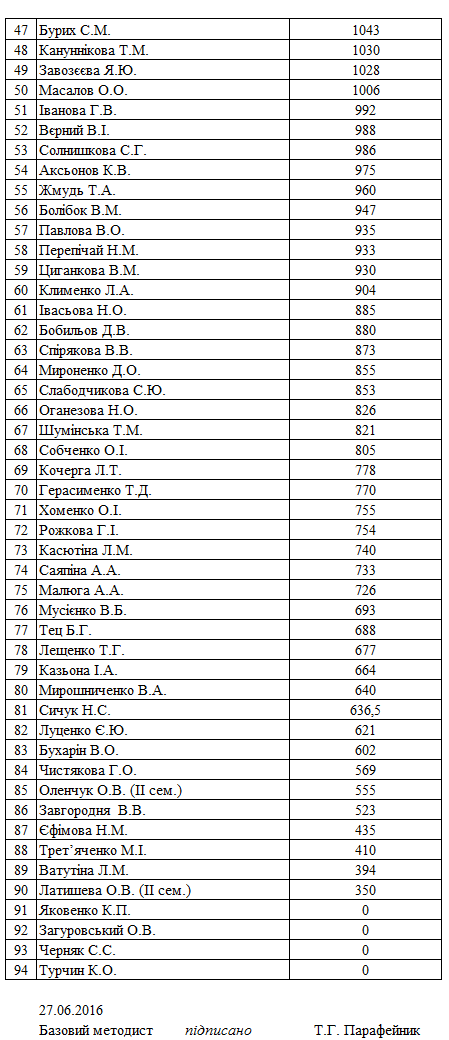 47 Бурих С.М. 1043
48 Кануннікова Т.М. 1030
49 Завозєєва Я.Ю. 1028
50 Масалов О.О. 1006
51 Іванова Г.В. 992
52 Вєрний В.І. 988
53 Солнишкова С.Г. 986
54 Аксьонов К.В. 975
55 Жмудь Т.А. 960
56 Болібок В.М. 947
57 Павлова В.О. 935
58 Перепічай Н.М. 933
59 Циганкова В.М. 930
60 Клименко Л.А. 904
61 Івасьова Н.О. 885
62 Бобильов Д.В. 880
63 Спірякова В.В. 873
64 Мироненко Д.О. 855
65 Слабодчикова С.Ю. 853
66 Оганезова Н.О. 826
67 Шумінська Т.М. 821
68 Собченко О.І. 805
69 Кочерга Л.Т. 778
70 Герасименко Т.Д. 770
71 Хоменко О.І. 755
72 Рожкова Г.І. 754
73 Касютіна Л.М. 740
74 Саяпіна А.А. 733
75 Малюга А.А. 726
76 Мусієнко В.Б. 693
77 Тец Б.Г. 688
78 Лещенко Т.Г. 677
79 Казьона І.А. 664
80 Мирошниченко В.А. 640
81 Сичук Н.С. 636,5
82 Луценко Є.Ю. 621
83 Бухарін В.О. 602
84 Чистякова Г.О. 569
85 Оленчук О.В. (ІІ сем.) 555
86 Завгородня В.В. 523
87 Єфімова Н.М. 435
88 Трет’яченко М.І. 410
89 Ватутіна Л.М. 394
90 Латишева О.В. (ІІ сем.) 350
91 Яковенко К.П. 0
92 Загуровський О.В. 0
93 Черняк С.С. 0
94 Турчин К.О. 0
27.06.2016
Базовий методист підписано Т.Г. Парафейник